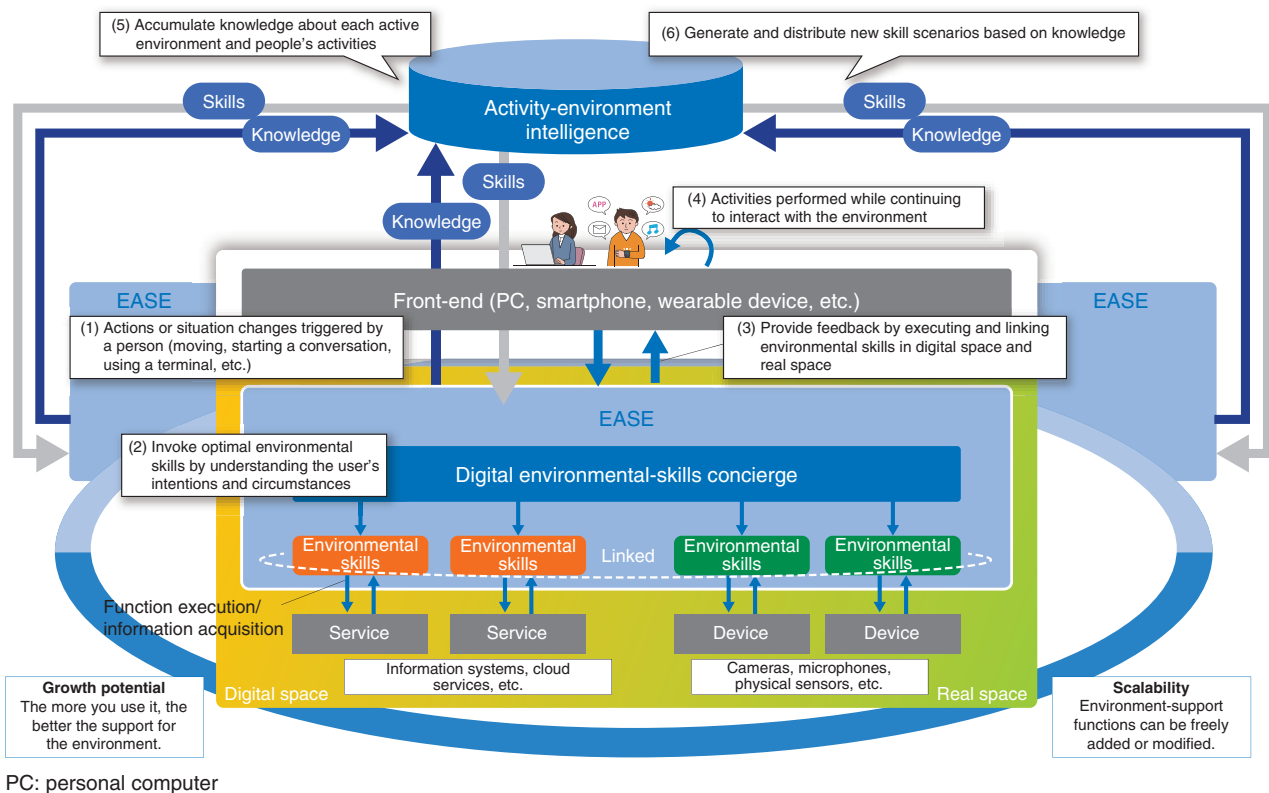 (5) Accumulate knowledge about each active
environment and people's activities
(6) Generate and distribute new skill scenarios based on knowledge
Skills
Knowledge
Activity-environment
intelligence
Skills
Knowledge
Skills
Knowledge
APP
(4) Activities performed while continuing
to interact with the environment
EASE
Front-end (PC, smartphone, wearable device, etc.)
EASE
(1) Actions or situation changes triggered by
a person (moving, starting a conversation,
using a terminal, etc.)
(3) Provide feedback by executing and linking
environmental skills in digital space and
real space
EASE
(2) Invoke optimal environmental
skills by understanding the user's
intentions and circumstances
Digital environmental-skills concierge
Environmental
skills
Environmental
skills
Linked
Environmental
skills
Environmental
skills
Function execution/
information acquisition
Service
Service
Device
Device
Information systems, cloud
services, etc.
Cameras, microphones,
physical sensors, etc.
Digital space
Real space
Growth potential
The more you use it, the
better the support for
the environment.
Scalability
Environment-support
functions can be freely
added or modified.
PC: personal computer